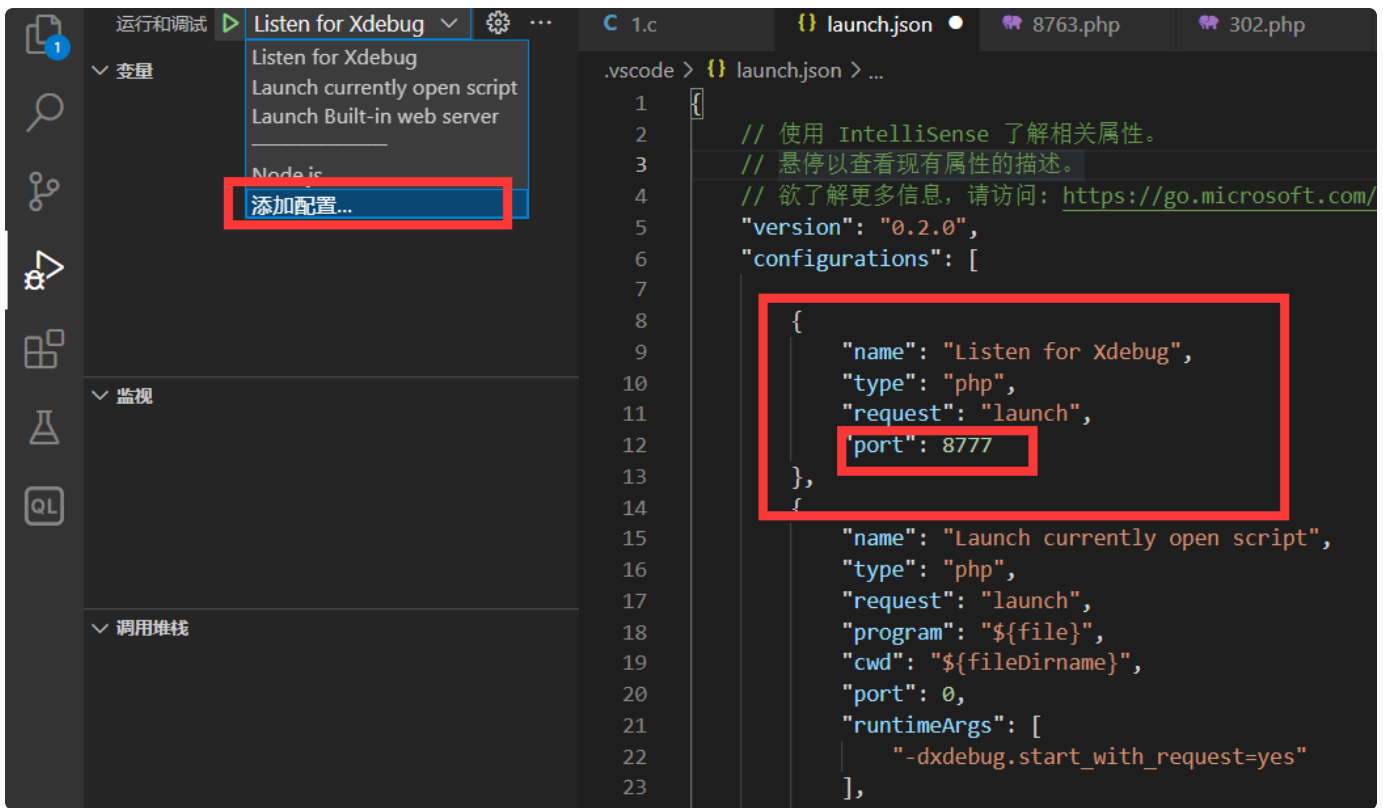 运行和调试 Listen for Xdebug
Listen for Xdebug
Launch currently open script
Launch Built-in web server
Node.js
添加配置...
变量
监视
调用堆栈
1
QL
C 1.c {} launch.json 8763.php 302.php
.vscode > {} launch.json > ...
1 {
2 // 使用 IntelliSense 了解相关属性。
3 // 悬停以查看现有属性的描述。
4 // 欲了解更多信息，请访问: https://go.microsoft.com/
5 "version": "0.2.0",
6 "configurations": [
7
8 {
9 "name": "Listen for Xdebug",
10 "type": "php",
11 "request": "launch",
12 "port": 8777
13 },
14 {
15 "name": "Launch currently open script",
16 "type": "php",
17 "request": "launch",
18 "program": "${file}",
19 "cwd": "${fileDirname}",
20 "port": 0,
21 "runtimeArgs": [
22 "-dxdebug.start_with_request=yes"
23 ],